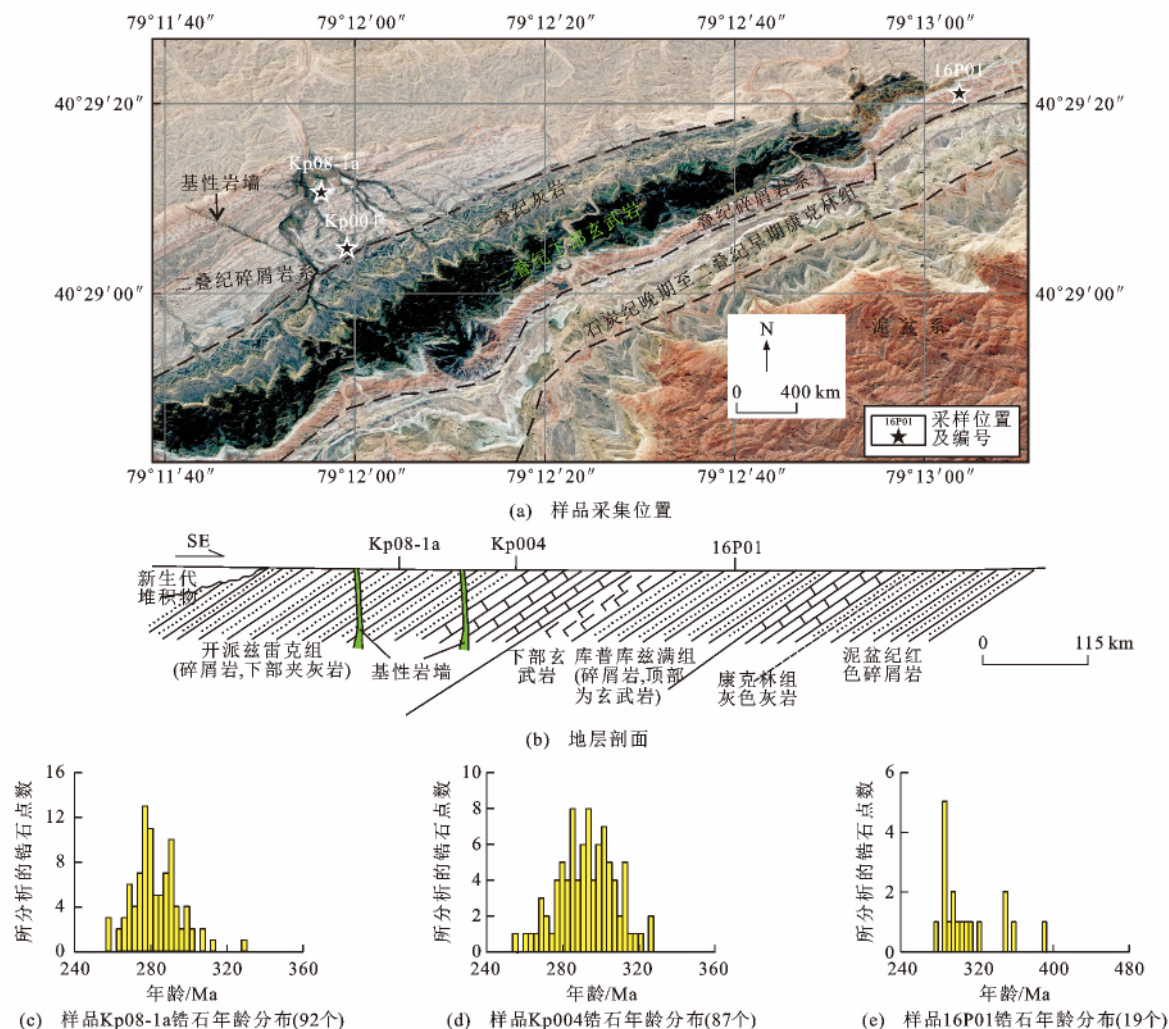 79°11′40″
79°12′00″
79°12′20″
79°12′40″
79°13′00″
16P01
40°29′20″
40°29′20″
Kp08-1a
基性岩墙
Kp004
二叠纪灰岩
二叠纪碎屑岩系
二叠纪碎屑岩系
石炭纪晚期至二叠纪早期康克林组
40°29′00″
40°29′00″
泥盆系
N
0 400 km
16P01 采样位置
及编号
79°11′40″
79°12′00″
79°12′20″
79°12′40″
79°13′00″
(a) 样品采集位置
SE
Kp08-1a
Kp004
16P01
新生代
堆积物
开派兹雷克组
(碎屑岩,下部夹灰岩)
基性岩墙
下部玄
武岩
库普库兹满组
(碎屑岩,顶部
为玄武岩)
康克林组
灰色灰岩
泥盆纪红
色碎屑岩
0 115 km
(b) 地层剖面
所分析的锆石点数
16
12
8
4
0
240 280 320 360
年龄/Ma
(c) 样品Kp08-1a锆石年龄分布(92个)
所分析的锆石点数
10
8
6
4
2
0
240 280 320 360
年龄/Ma
(d) 样品Kp004锆石年龄分布(87个)
所分析的锆石点数
6
4
2
0
240 320 400 480
年龄/Ma
(e) 样品16P01锆石年龄分布(19个)